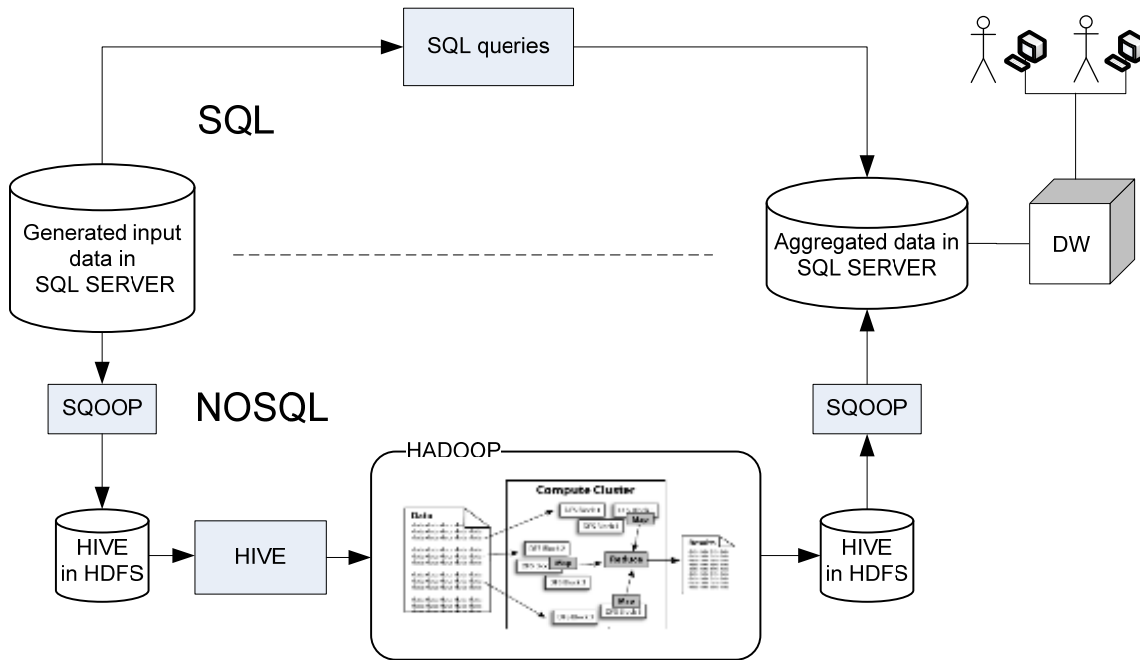 SQL queries
SQL
Generated input
data in
SQL SERVER
Aggregated data in
SQL SERVER
DW
SQOOP
NOSQL
SQOOP
HADOOP
Compute Cluster
Data
Map
Map
Reduce
Map
Results
HIVE
in HDFS
HIVE
HIVE
in HDFS